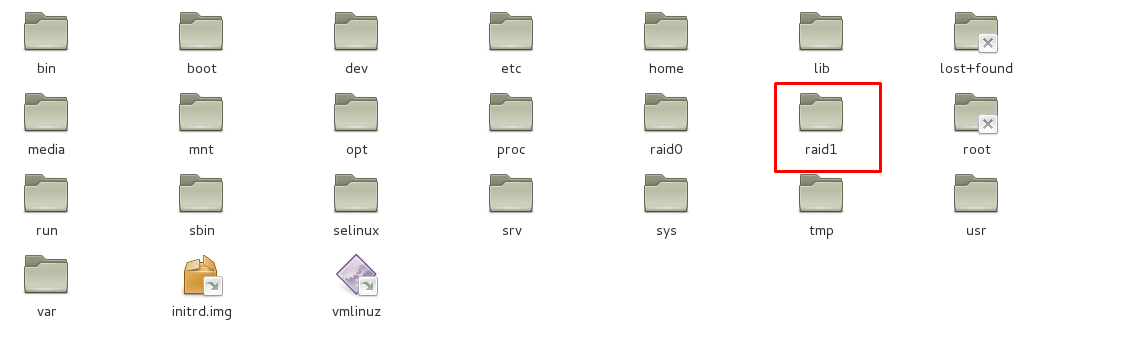 bin boot dev etc home lib lost+found
media mnt opt proc raid0 raid1 root
run sbin selinux srv sys tmp usr
var initrd.img vmlinuz